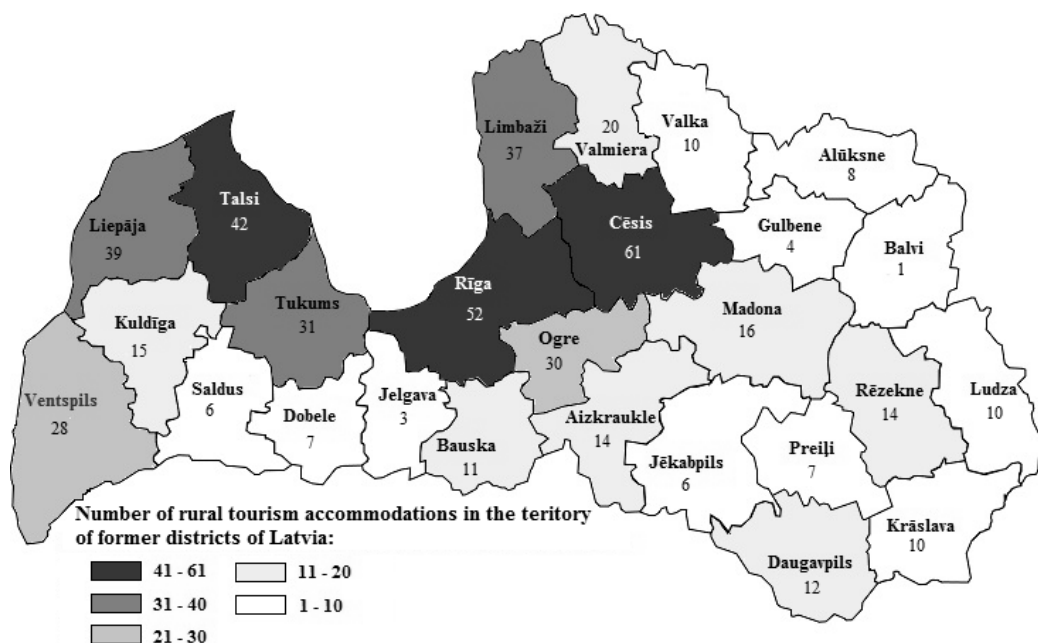 Limbaži
37
20
Valmiera
Valka
10
Alūksne
8
Talsi
42
Liepāja
39
Cēsis
61
Gulbene
4
Balvi
1
Rīga
52
Tukums
31
Kuldīga
15
Madona
16
Ogre
30
Ventspils
28
Saldus
6
Dobele
7
Jelgava
3
Bauska
11
Aizkraukle
14
Rēzekne
14
Ludza
10
Jēkabpils
6
Preiļi
7
Krāslava
10
Daugavpils
12
Number of rural tourism accommodations in the teritory
of former districts of Latvia:
41 - 61
11 - 20
31 - 40
1 - 10
21 - 30